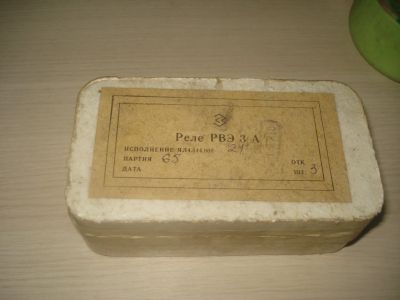 Реле РВЭ 3 А
ИСПОЛНЕНИЕ
ПАРТИЯ 65 ОТК
ДАТА ШТ. 3